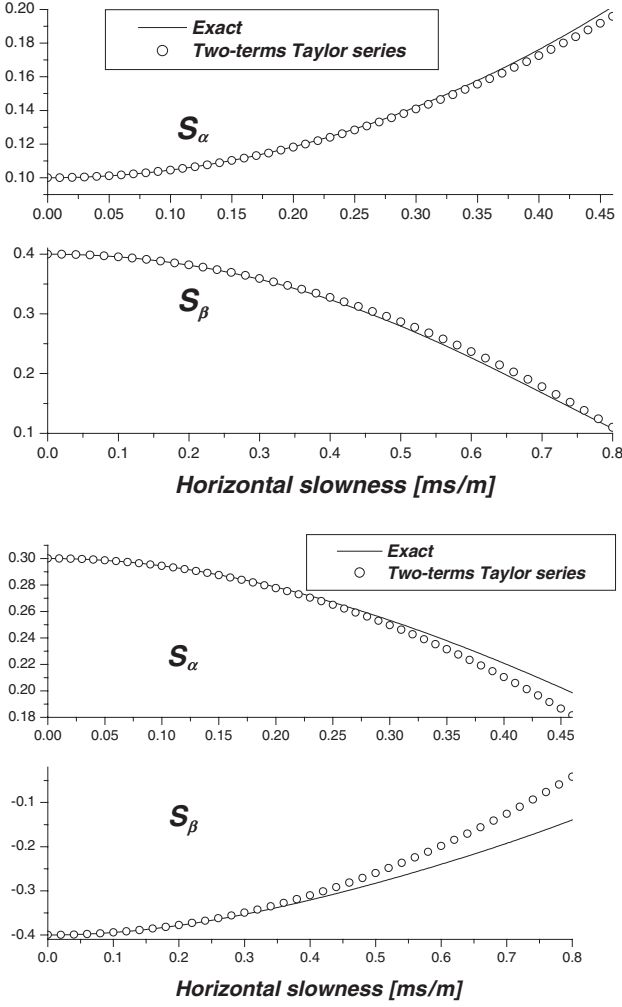 0.20
Exact
Two-terms Taylor series
0.18
0.16
0.14
Sα
0.12
0.10
0.00 0.05 0.10 0.15 0.20 0.25 0.30 0.35 0.40 0.45
0.4
0.3
Sβ
0.2
0.1
0.0 0.1 0.2 0.3 0.4 0.5 0.6 0.7 0.8
Horizontal slowness [ms/m]
Exact
Two-terms Taylor series
0.30
0.28
0.26
0.24
Sα
0.22
0.20
0.18
0.00 0.05 0.10 0.15 0.20 0.25 0.30 0.35 0.40 0.45
-0.1
Sβ
-0.2
-0.3
-0.4
0.0 0.1 0.2 0.3 0.4 0.5 0.6 0.7 0.8
Horizontal slowness [ms/m]